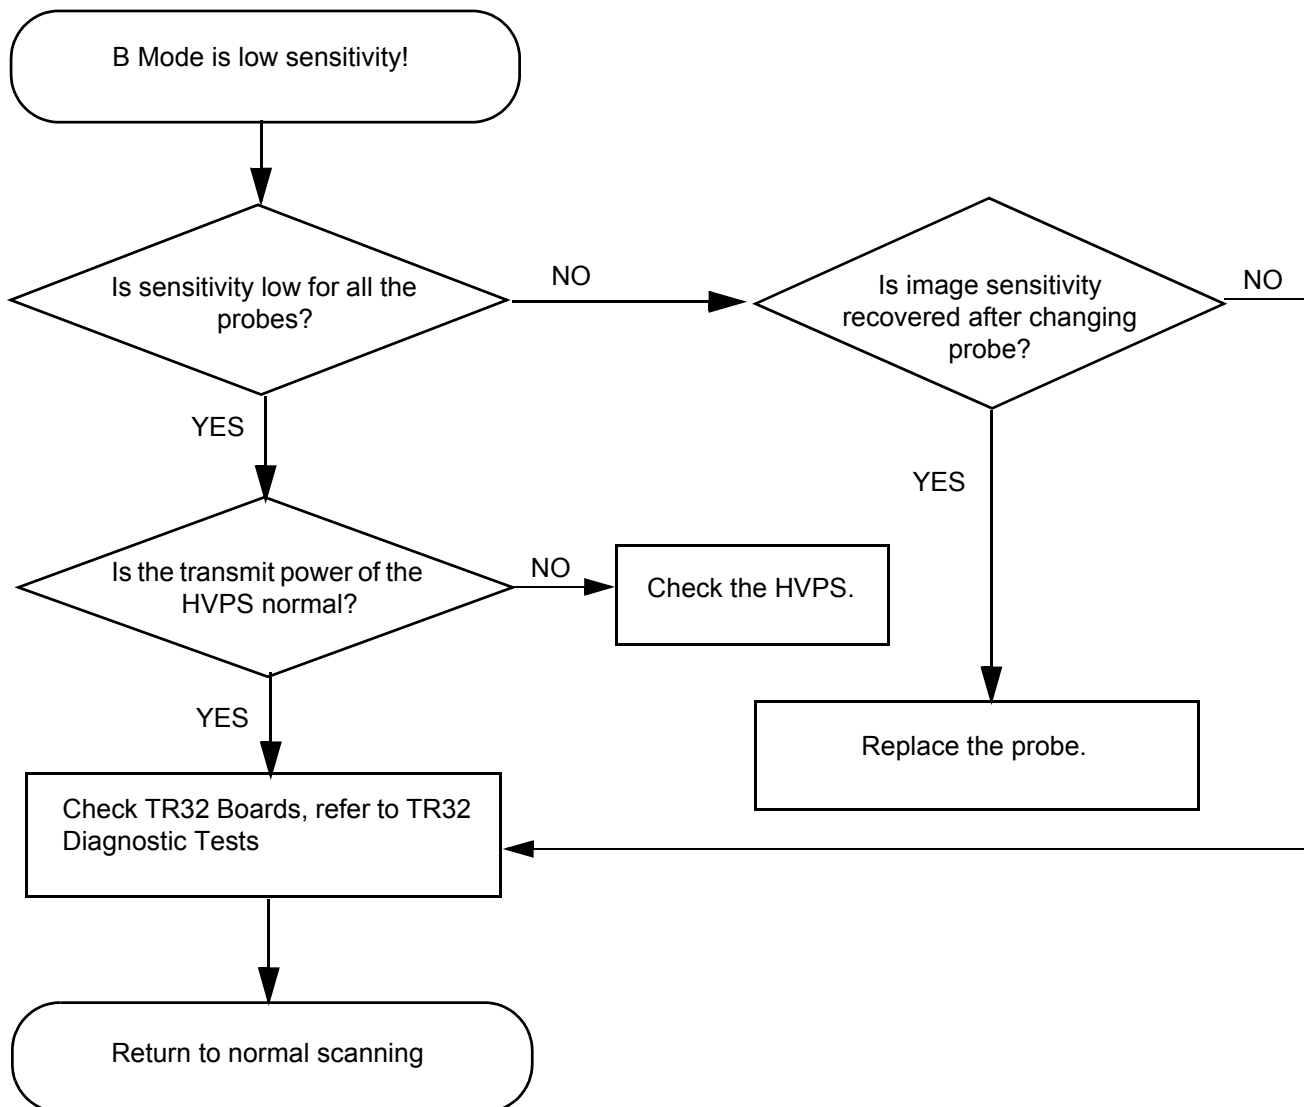 B Mode is low sensitivity!
Is sensitivity low for all the
probes?
NO
Is image sensitivity
recovered after changing
probe?
NO
YES
YES
Is the transmit power of the
HVPS normal?
NO
Check the HVPS.
YES
Replace the probe.
Check TR32 Boards, refer to TR32
Diagnostic Tests
Return to normal scanning